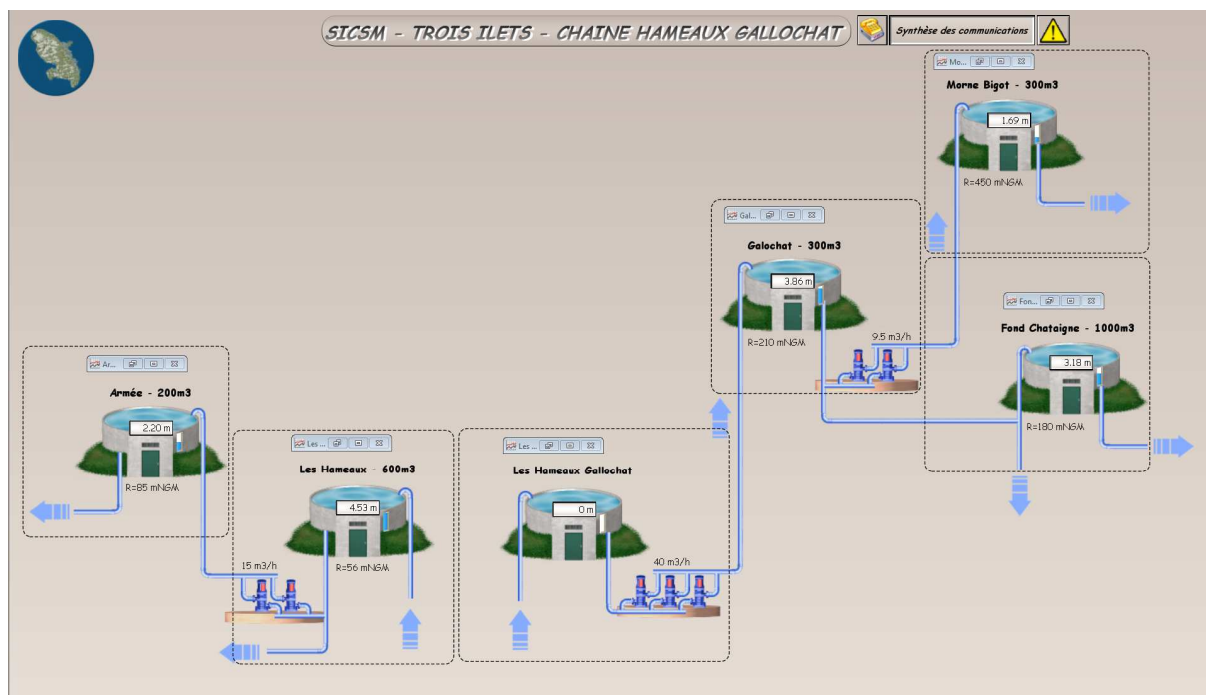 SICSM - TROIS ILETS - CHAINE HAMEAUX GALLOCHAT
Synthèse des communications
Mo...
Morne Bigot - 300m3
1.69 m
R=450 mNGM
Gal...
Galochat - 300m3
3.86 m
R=210 mNGM
9.5 m3/h
Fon...
Fond Chataigne - 1000m3
3.18 m
R=180 mNGM
Ar...
Armée - 200m3
2.20 m
R=85 mNGM
Les ...
Les Hameaux - 600m3
4.53 m
R=56 mNGM
15 m3/h
Les ...
Les Hameaux Gallochat
0 m
40 m3/h